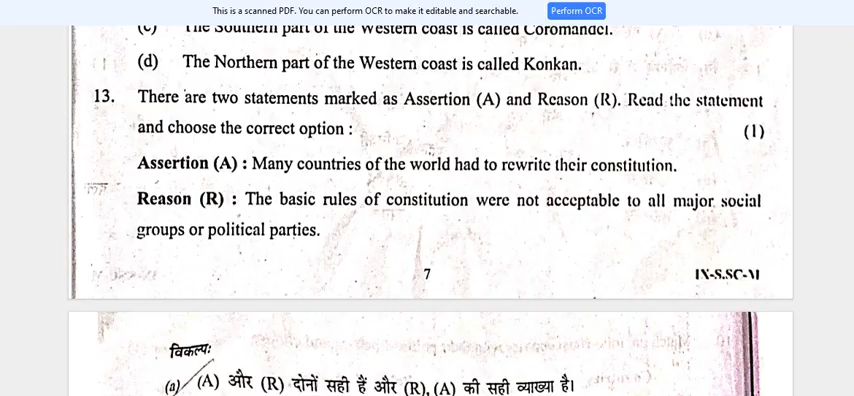 This is a scanned PDF. You can perform OCR to make it editable and searchable. Perform OCR
(c) The Southern part of the Western coast is called Coromandel.
(d) The Northern part of the Western coast is called Konkan.
13. There are two statements marked as Assertion (A) and Reason (R). Read the statement
and choose the correct option : (1)
Assertion (A) : Many countries of the world had to rewrite their constitution.
Reason (R) : The basic rules of constitution were not acceptable to all major social
groups or political parties.
7 IX-S.SC-M
विकल्पः
(a) (A) और (R) दोनों सही हैं और (R), (A) की सही व्याख्या है।